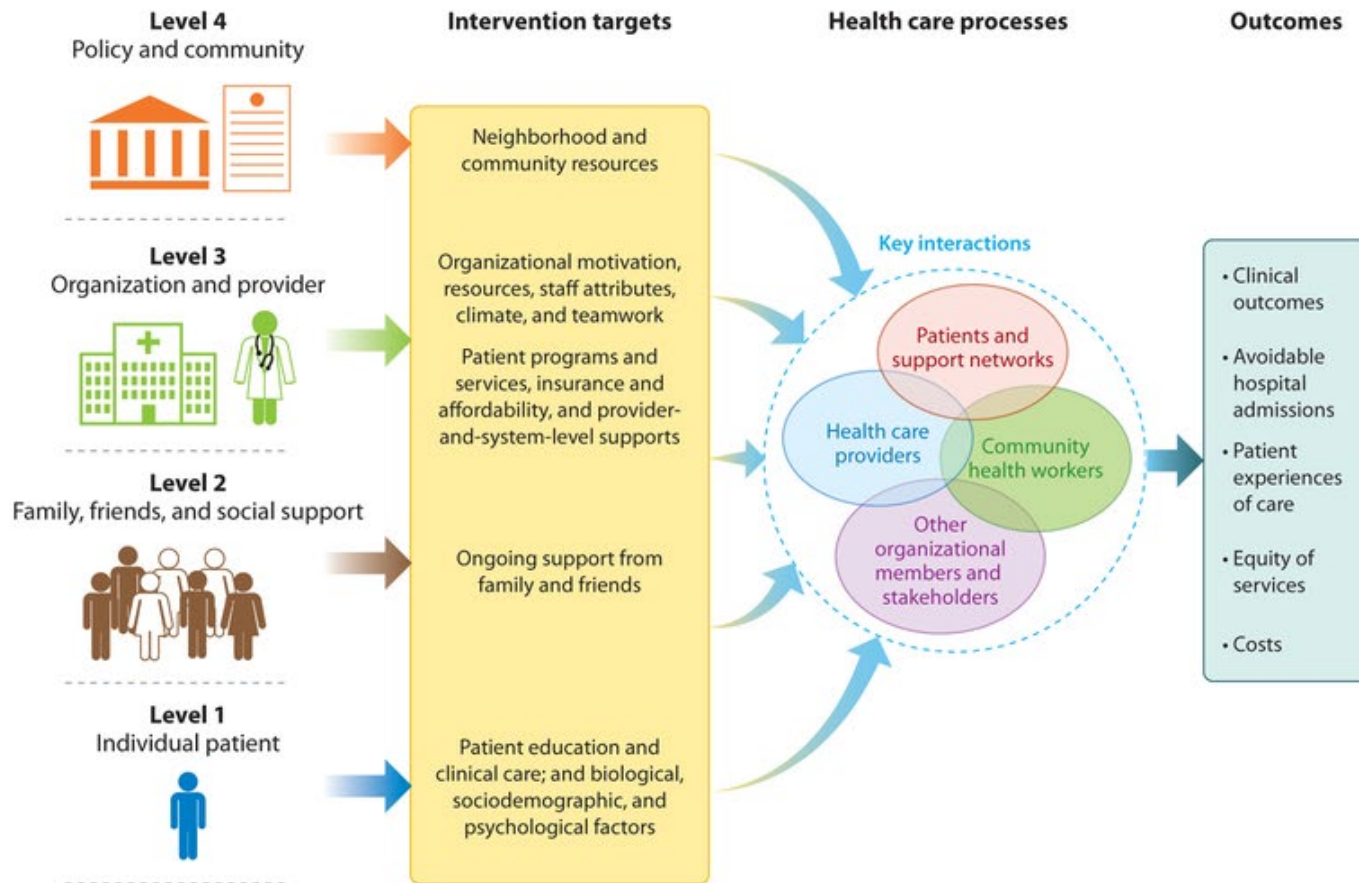 Level 4
Policy and community
Intervention targets
Health care processes
Outcomes
Neighborhood and
community resources
Level 3
Organization and provider
Organizational motivation,
resources, staff attributes,
climate, and teamwork
Patient programs and
services, insurance and
affordability, and provider-
and-system-level supports
Level 2
Family, friends, and social support
Ongoing support from
family and friends
Level 1
Individual patient
Patient education and
clinical care; and biological,
sociodemographic, and
psychological factors
Key interactions
Patients and
support networks
Health care
providers
Community
health workers
Other
organizational
members and
stakeholders
• Clinical
outcomes
• Avoidable
hospital
admissions
• Patient
experiences
of care
• Equity of
services
• Costs